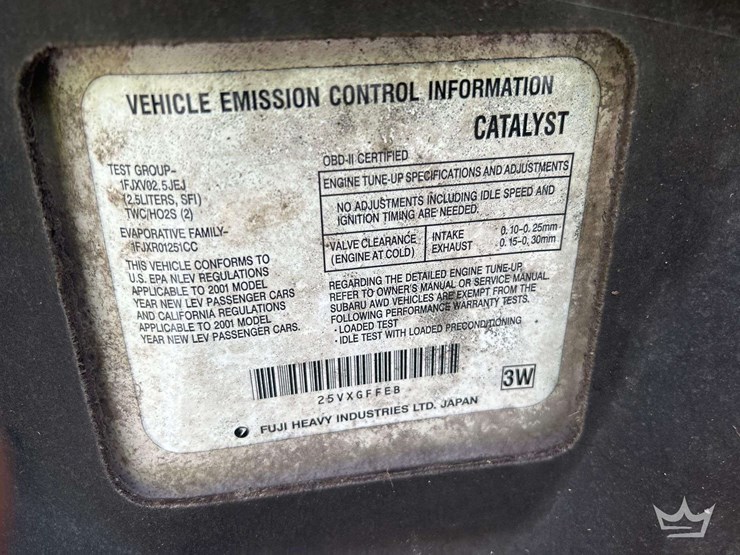 VEHICLE EMISSION CONTROL INFORMATION
CATALYST
TEST GROUP-
1FJXV02.5JEJ
(2.5LITERS, SFI)
TWC/HO2S (2)
EVAPORATIVE FAMILY-
1FJXR01251CC
THIS VEHICLE CONFORMS TO
U.S. EPA NLEV REGULATIONS
APPLICABLE TO 2001 MODEL
YEAR NEW LEV PASSENGER CARS
AND CALIFORNIA REGULATIONS
APPLICABLE TO 2001 MODEL
YEAR NEW LEV PASSENGER CARS.
OBD-II CERTIFIED
ENGINE TUNE-UP SPECIFICATIONS AND ADJUSTMENTS
NO ADJUSTMENTS INCLUDING IDLE SPEED AND
IGNITION TIMING ARE NEEDED.
VALVE CLEARANCE
(ENGINE AT COLD)
INTAKE 0.10-0.25mm
EXHAUST 0.15-0.30mm
REGARDING THE DETAILED ENGINE TUNE-UP,
REFER TO OWNER'S MANUAL OR SERVICE MANUAL.
SUBARU AWD VEHICLES ARE EXEMPT FROM THE
FOLLOWING PERFORMANCE WARRANTY TESTS.
· LOADED TEST
· IDLE TEST WITH LOADED PRECONDITIONING
25VXGFFEB
3W
7 FUJI HEAVY INDUSTRIES LTD. JAPAN